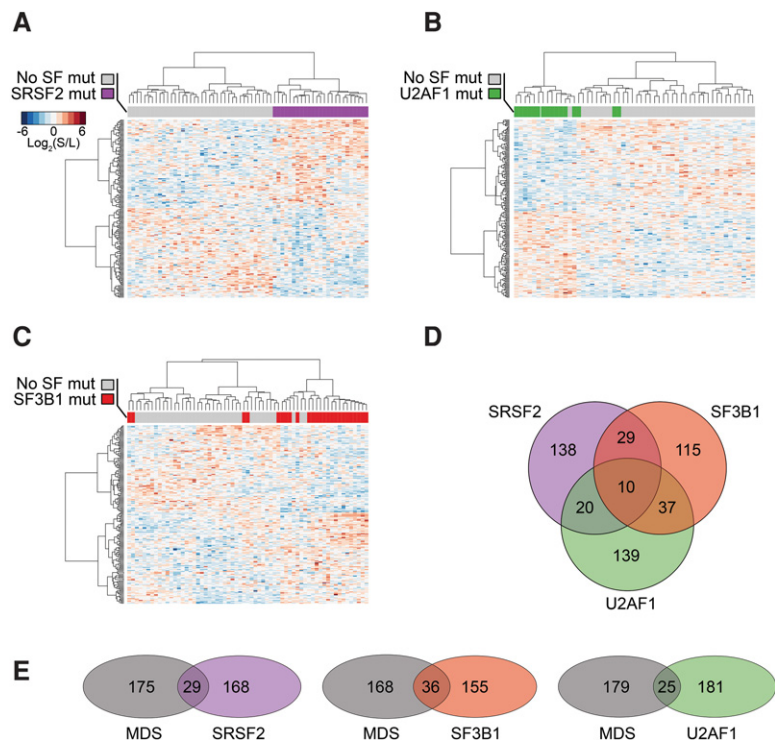 A
No SF mut
SRSF2 mut
-6 0 6
Log2(S/L)
B
No SF mut
U2AF1 mut
C
No SF mut
SF3B1 mut
D
SRSF2
SF3B1
138
29
115
10
20
37
139
U2AF1
E
175 29 168
MDS SRSF2
168 36 155
MDS SF3B1
179 25 181
MDS U2AF1